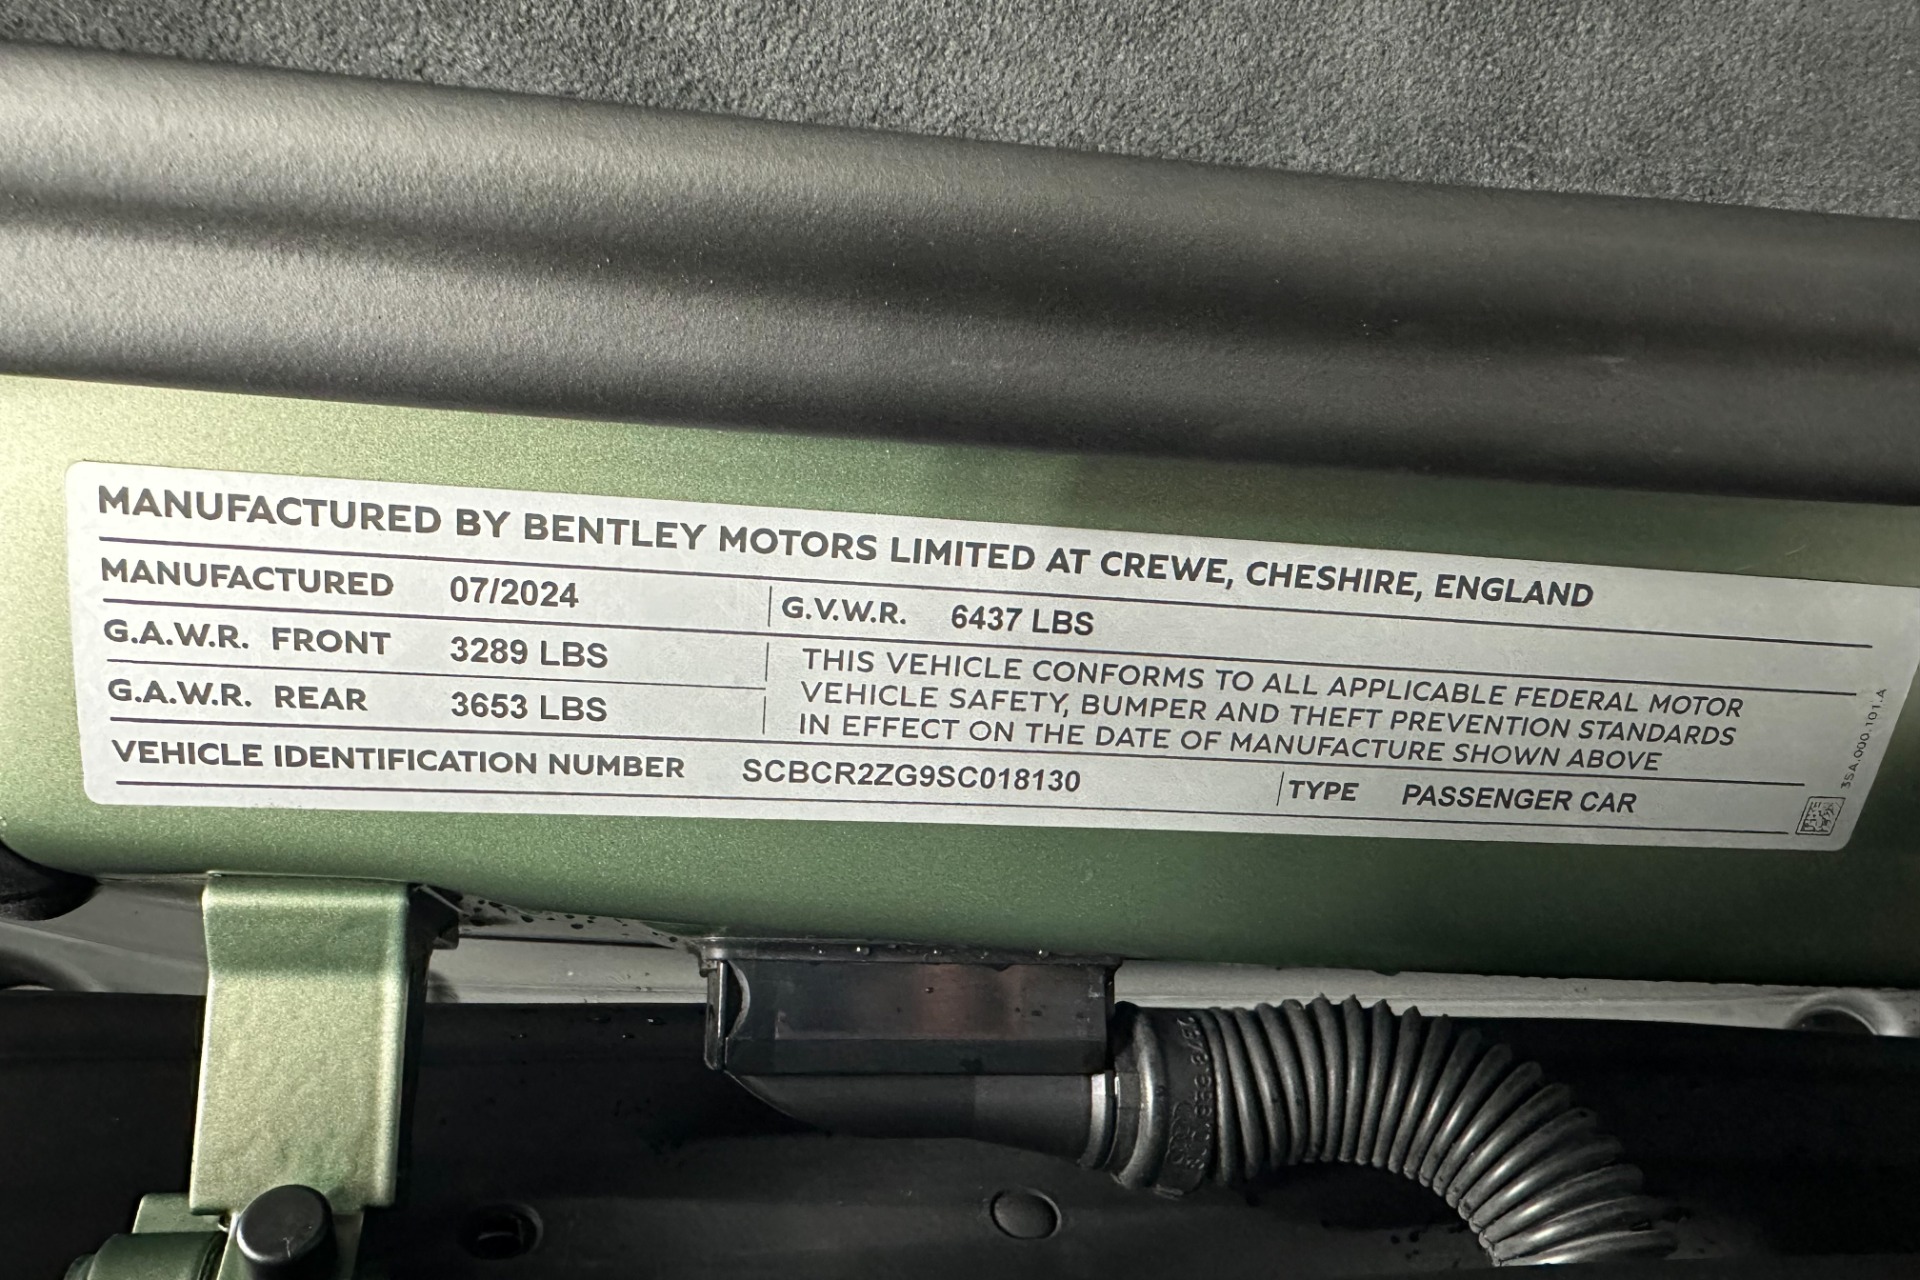 MANUFACTURED BY BENTLEY MOTORS LIMITED AT CREWE, CHESHIRE, ENGLAND
MANUFACTURED 07/2024 G.V.W.R. 6437 LBS
G.A.W.R. FRONT 3289 LBS
G.A.W.R. REAR 3653 LBS
THIS VEHICLE CONFORMS TO ALL APPLICABLE FEDERAL MOTOR
VEHICLE SAFETY, BUMPER AND THEFT PREVENTION STANDARDS
IN EFFECT ON THE DATE OF MANUFACTURE SHOWN ABOVE
VEHICLE IDENTIFICATION NUMBER SCBCR2ZG9SC018130 TYPE PASSENGER CAR
3SA.000.101.A